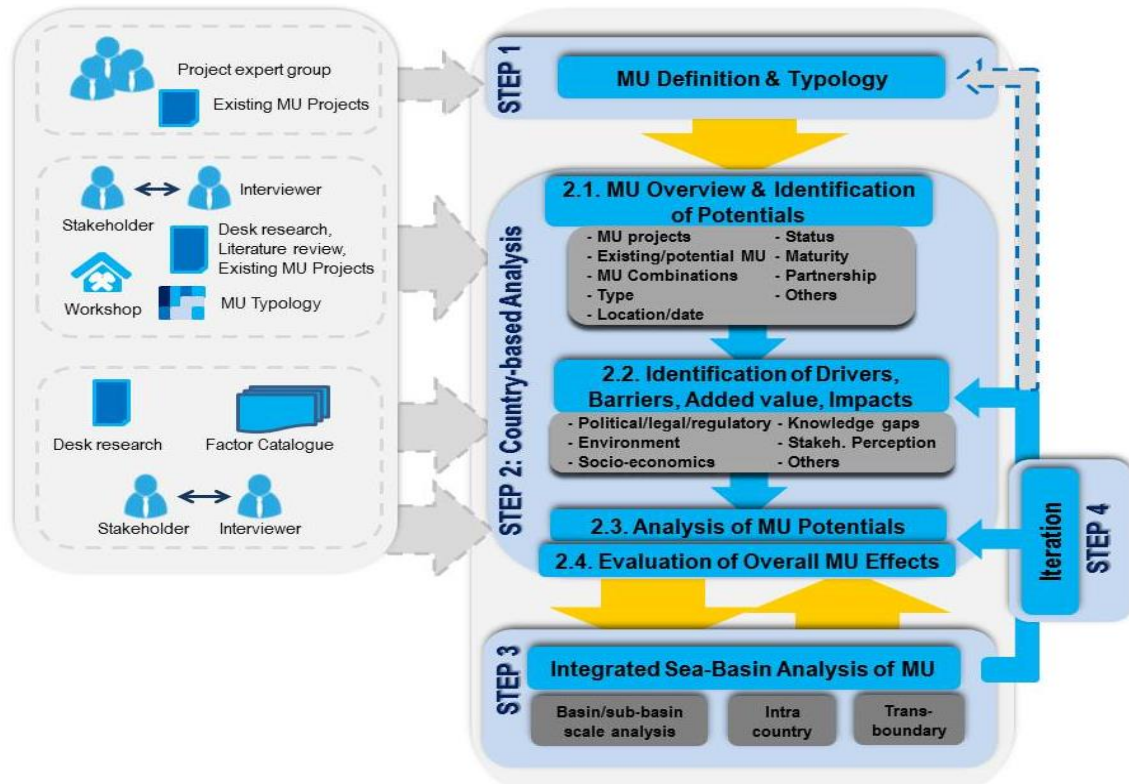 Project expert group
Existing MU Projects
Stakeholder
Interviewer
Desk research,
Literature review,
Existing MU Projects
Workshop
MU Typology
Desk research
Factor Catalogue
Stakeholder
Interviewer
STEP 1
MU Definition & Typology
STEP 2: Country-based Analysis
2.1. MU Overview & Identification
of Potentials
- MU projects
- Existing/potential MU
- MU Combinations
- Type
- Location/date
- Status
- Maturity
- Partnership
- Others
2.2. Identification of Drivers,
Barriers, Added value, Impacts
- Political/legal/regulatory
- Environment
- Socio-economics
- Knowledge gaps
- Stakeh. Perception
- Others
2.3. Analysis of MU Potentials
2.4. Evaluation of Overall MU Effects
STEP 3
Integrated Sea-Basin Analysis of MU
Basin/sub-basin
scale analysis
Intra
country
Trans-
boundary
Iteration
STEP 4